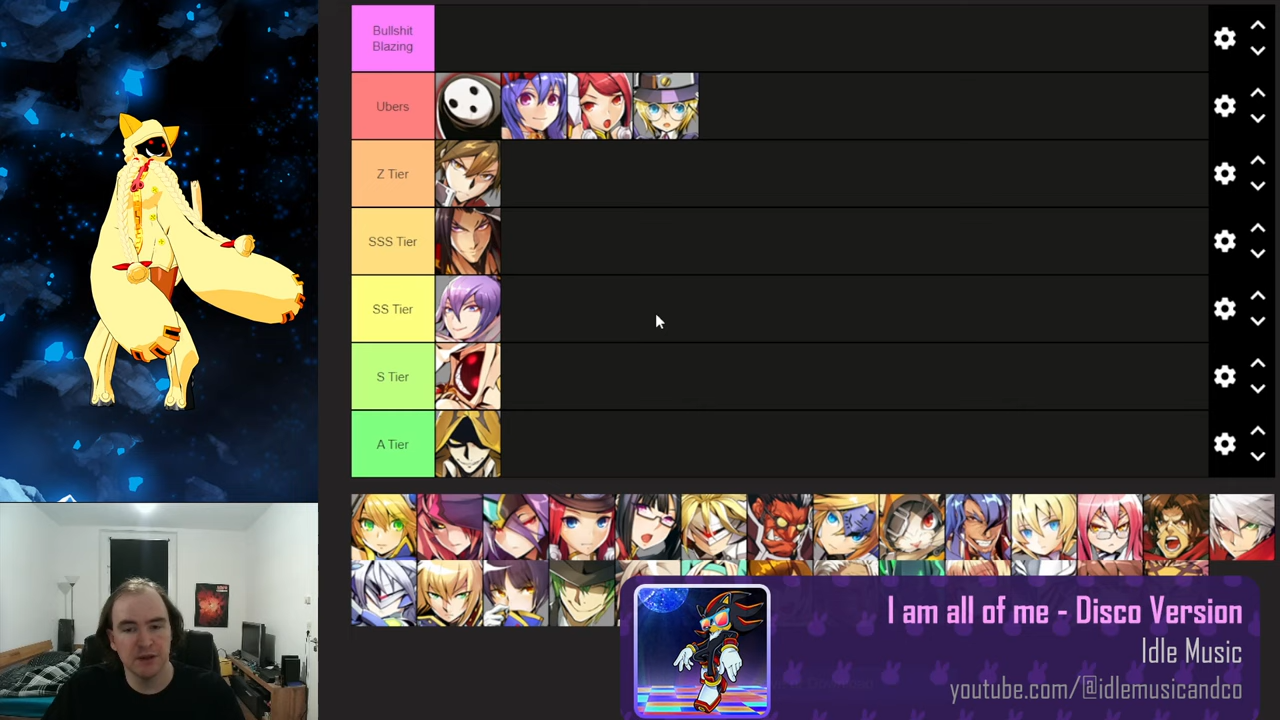 Bullshit
Blazing
Ubers
Z Tier
SSS Tier
SS Tier
S Tier
A Tier
I am all of me - Disco Version
Idle Music
youtube.com/@idlemusicandco